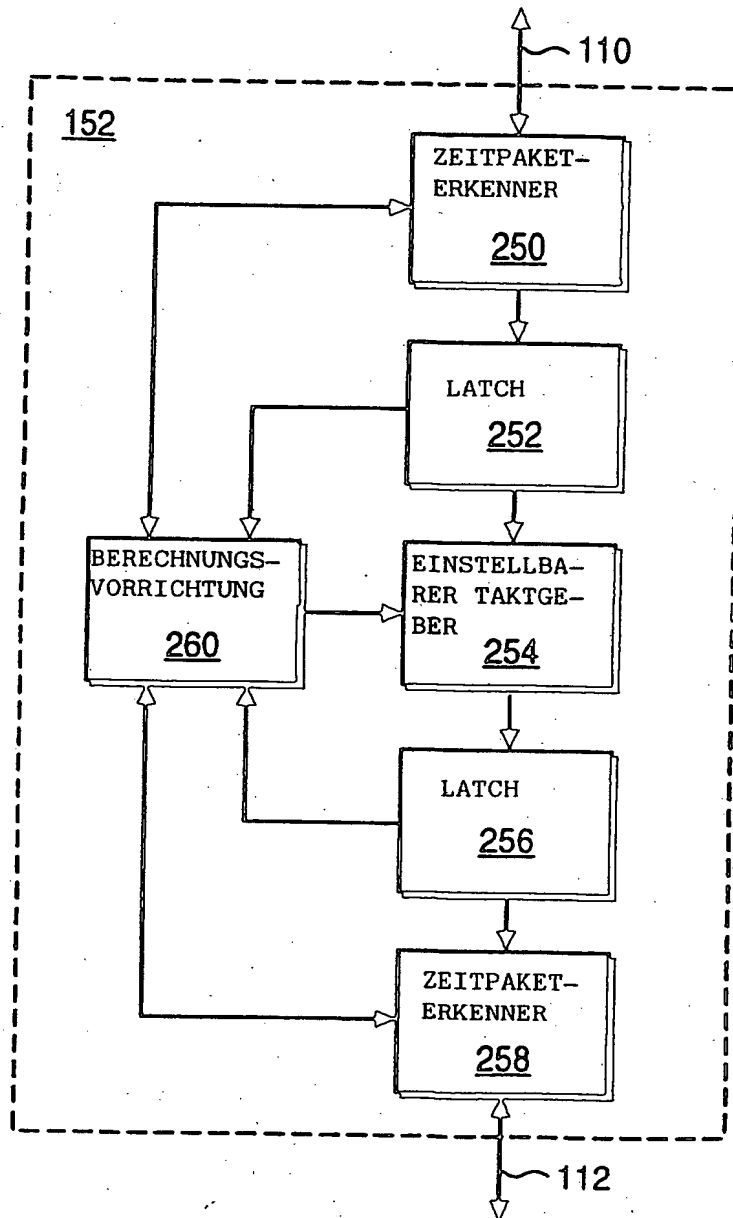 110
152
ZEITPAKET-
ERKENNER
250
LATCH
252
BERECHNUNGS-
VORRICHTUNG
260
EINSTELLBA-
RER TAKTGE-
BER
254
LATCH
256
ZEITPAKET-
ERKENNER
258
112